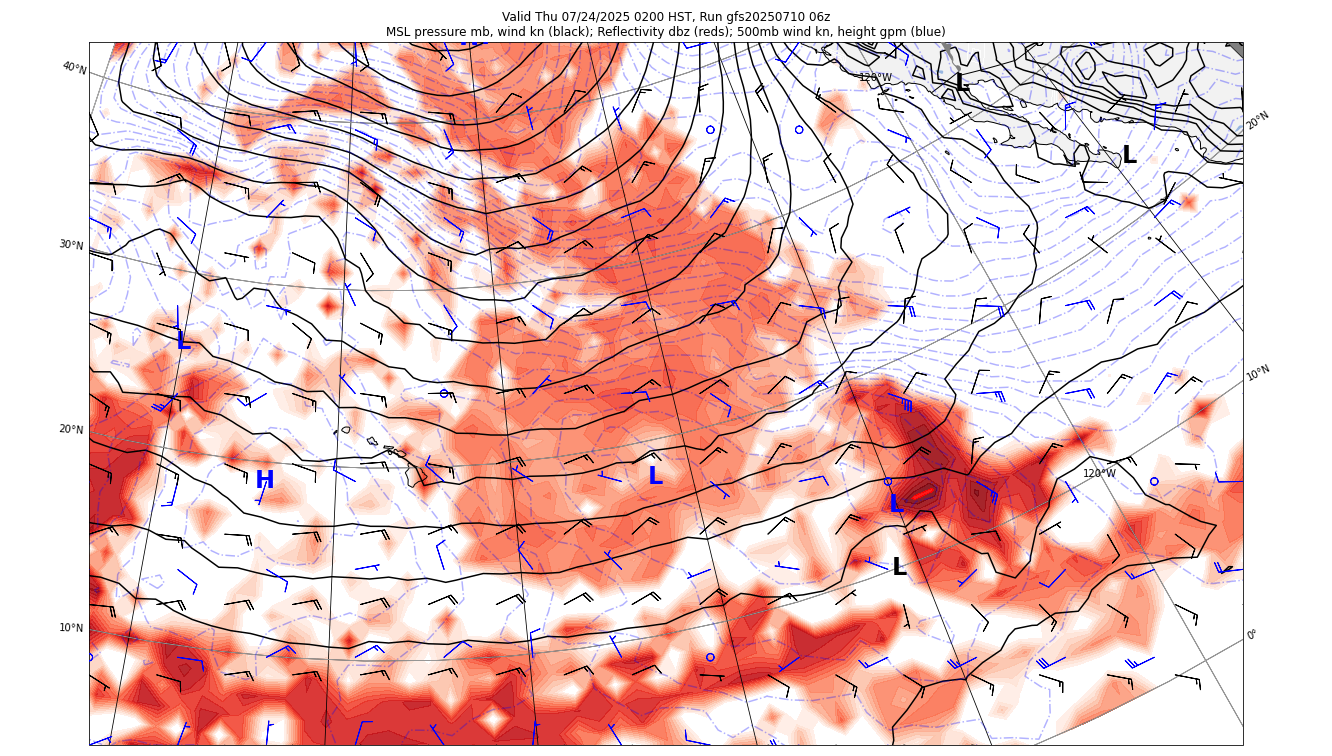 Valid Thu 07/24/2025 0200 HST, Run gfs20250710 06z
MSL pressure mb, wind kn (black); Reflectivity dbz (reds); 500mb wind kn, height gpm (blue)
40°N
120°W
L
20°N
L
30°N
L
10°N
20°N
H
L
120°W
L
L
10°N
0°